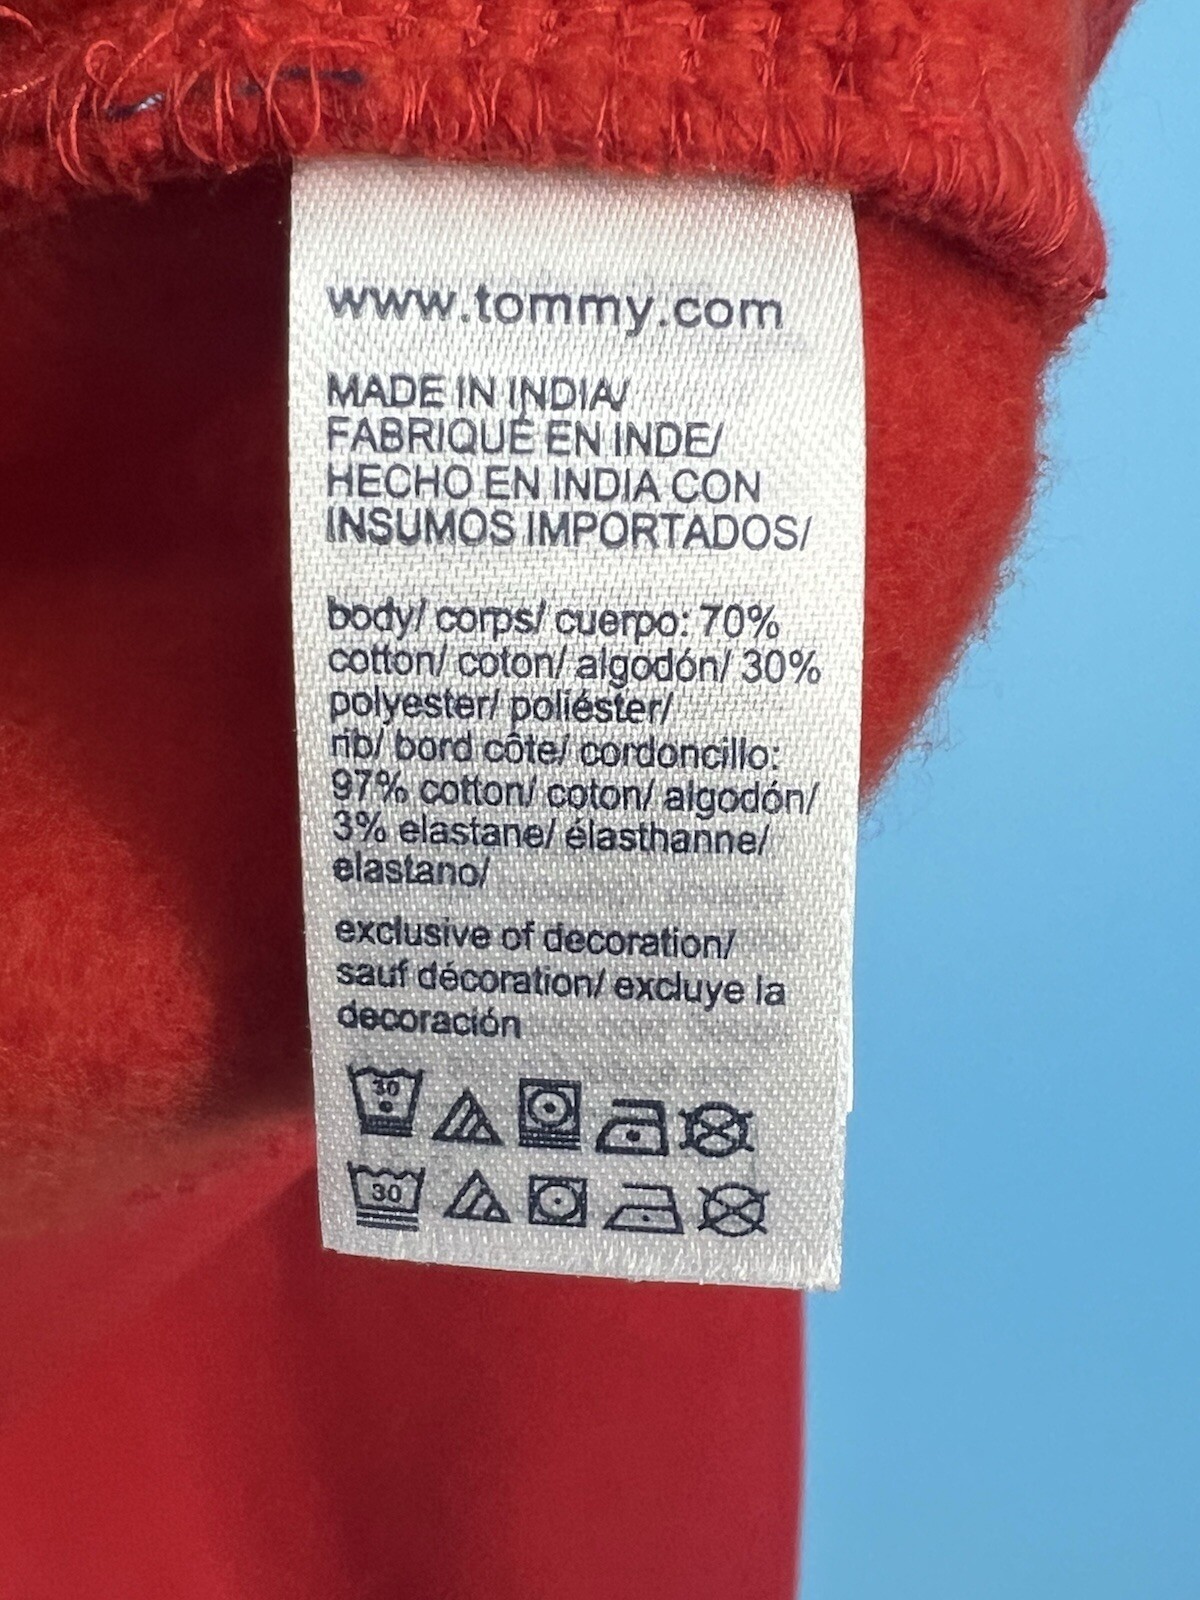 www.tommy.com
MADE IN INDIA/
FABRIQUÉ EN INDE/
HECHO EN INDIA CON
INSUMOS IMPORTADOS/
body/ corps/ cuerpo: 70%
cotton/ coton/ algodón/ 30%
polyester/ poliéster/
rib/ bord côte/ cordoncillo:
97% cotton/ coton/ algodón/
3% elastane/ élasthanne/
elastano/
exclusive of decoration/
sauf décoration/ excluye la
decoración
30
30